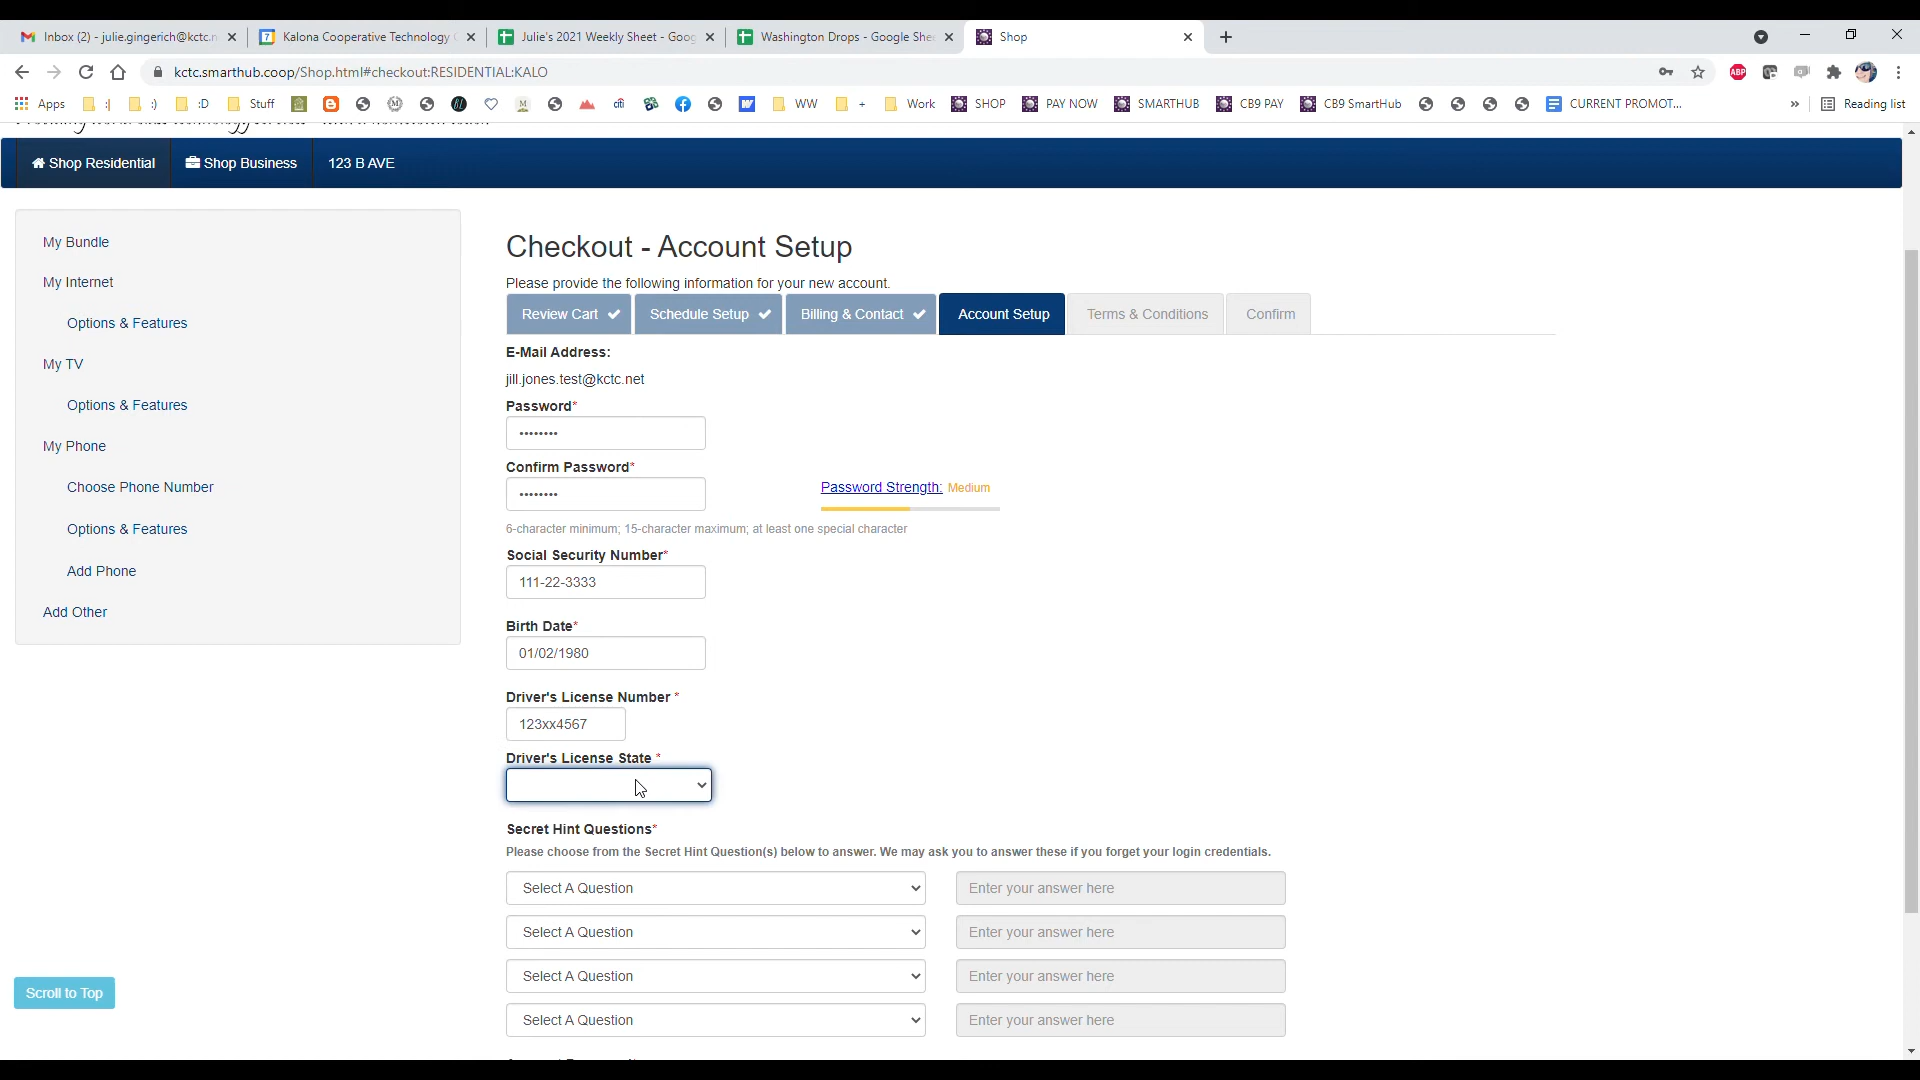 Inbox (2) - julie.gingerich@kctc.n
Kalona Cooperative Technology C
Julie's 2021 Weekly Sheet - Goog
Washington Drops - Google Shee
Shop
kctc.smarthub.coop/Shop.html#checkout:RESIDENTIAL:KALO
Apps
:|
:)
:D
Stuff
WW
+
Work
SHOP
PAY NOW
SMARTHUB
CB9 PAY
CB9 SmartHub
CURRENT PROMOT...
»
Reading list
Shop Residential
Shop Business
123 B AVE
My Bundle
My Internet
Options & Features
My TV
Options & Features
My Phone
Choose Phone Number
Options & Features
Add Phone
Add Other
Scroll to Top
Checkout - Account Setup
Please provide the following information for your new account.
Review Cart
Schedule Setup
Billing & Contact
Account Setup
Terms & Conditions
Confirm
E-Mail Address:
jill.jones.test@kctc.net
Password*
••••••••
Confirm Password*
••••••••
Password Strength: Medium
6-character minimum; 15-character maximum; at least one special character
Social Security Number*
111-22-3333
Birth Date*
01/02/1980
Driver's License Number *
123xx4567
Driver's License State *
Secret Hint Questions*
Please choose from the Secret Hint Question(s) below to answer. We may ask you to answer these if you forget your login credentials.
Select A Question
Enter your answer here
Select A Question
Enter your answer here
Select A Question
Enter your answer here
Select A Question
Enter your answer here